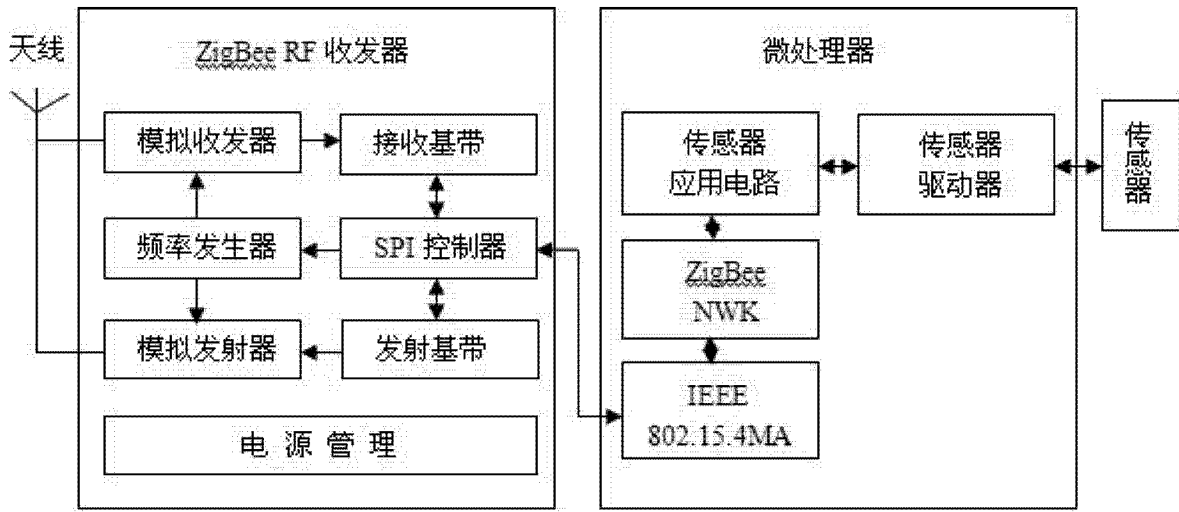 天线
ZigBee RF 收发器
模拟收发器
接收基带
频率发生器
SPI 控制器
模拟发射器
发射基带
电 源 管 理
微处理器
传感器
应用电路
传感器
驱动器
ZigBee
NWK
IEEE
802.15.4MA
传感器